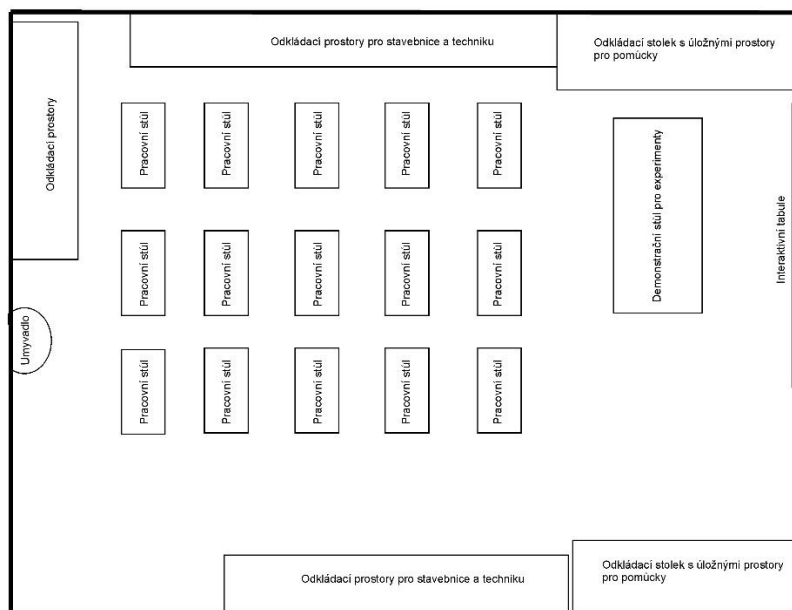 Odkládací prostory pro stavebnice a techniku
Odkládací stolek s úložnými prostory
pro pomůcky
Odkládací prostory
Pracovní stůl
Pracovní stůl
Pracovní stůl
Pracovní stůl
Pracovní stůl
Demonstrační stůl pro experimenty
Interaktivní tabule
Pracovní stůl
Pracovní stůl
Pracovní stůl
Pracovní stůl
Pracovní stůl
Umyvadlo
Pracovní stůl
Pracovní stůl
Pracovní stůl
Pracovní stůl
Pracovní stůl
Odkládací prostory pro stavebnice a techniku
Odkládací stolek s úložnými prostory
pro pomůcky